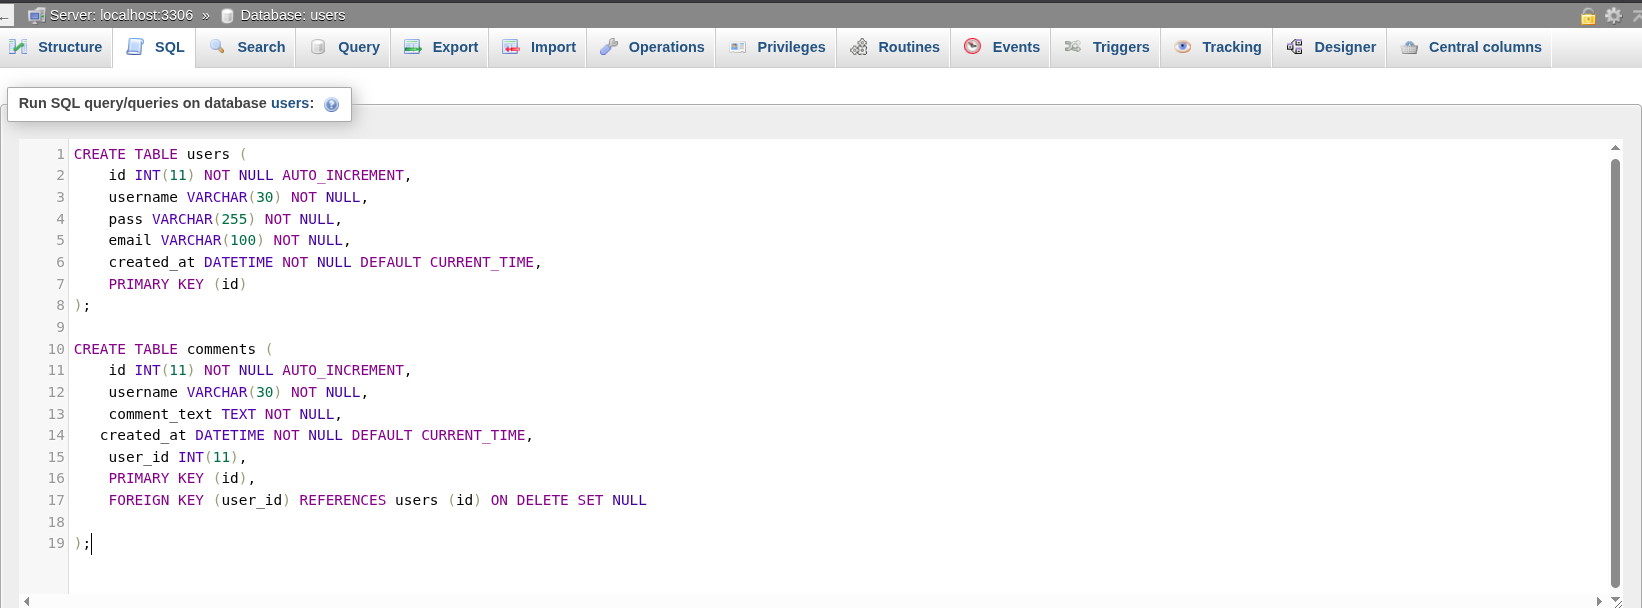 Server: localhost:3306 » Database: users
Structure SQL Search Query Export Import Operations Privileges Routines Events Triggers Tracking Designer Central columns
Run SQL query/queries on database users:
1 CREATE TABLE users (
2 id INT(11) NOT NULL AUTO_INCREMENT,
3 username VARCHAR(30) NOT NULL,
4 pass VARCHAR(255) NOT NULL,
5 email VARCHAR(100) NOT NULL,
6 created_at DATETIME NOT NULL DEFAULT CURRENT_TIME,
7 PRIMARY KEY (id)
8 );
9
10 CREATE TABLE comments (
11 id INT(11) NOT NULL AUTO_INCREMENT,
12 username VARCHAR(30) NOT NULL,
13 comment_text TEXT NOT NULL,
14 created_at DATETIME NOT NULL DEFAULT CURRENT_TIME,
15 user_id INT(11),
16 PRIMARY KEY (id),
17 FOREIGN KEY (user_id) REFERENCES users (id) ON DELETE SET NULL
18
19 );